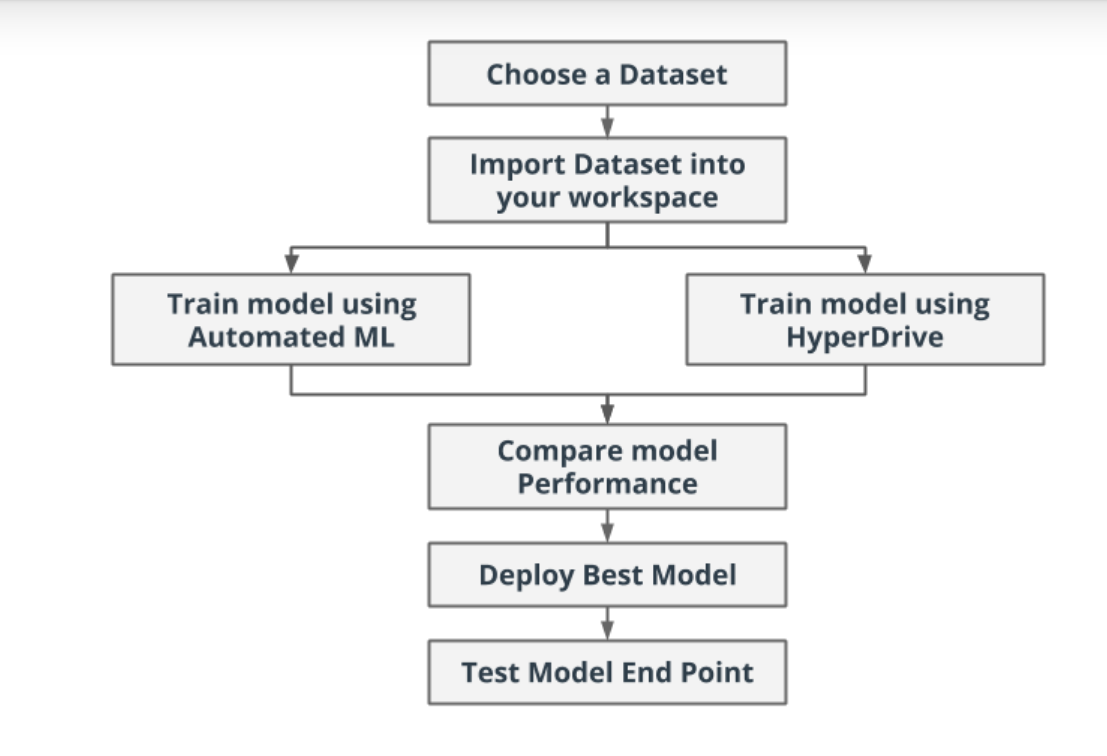 Choose a Dataset
Import Dataset into
your workspace
Train model using
Automated ML
Train model using
HyperDrive
Compare model
Performance
Deploy Best Model
Test Model End Point